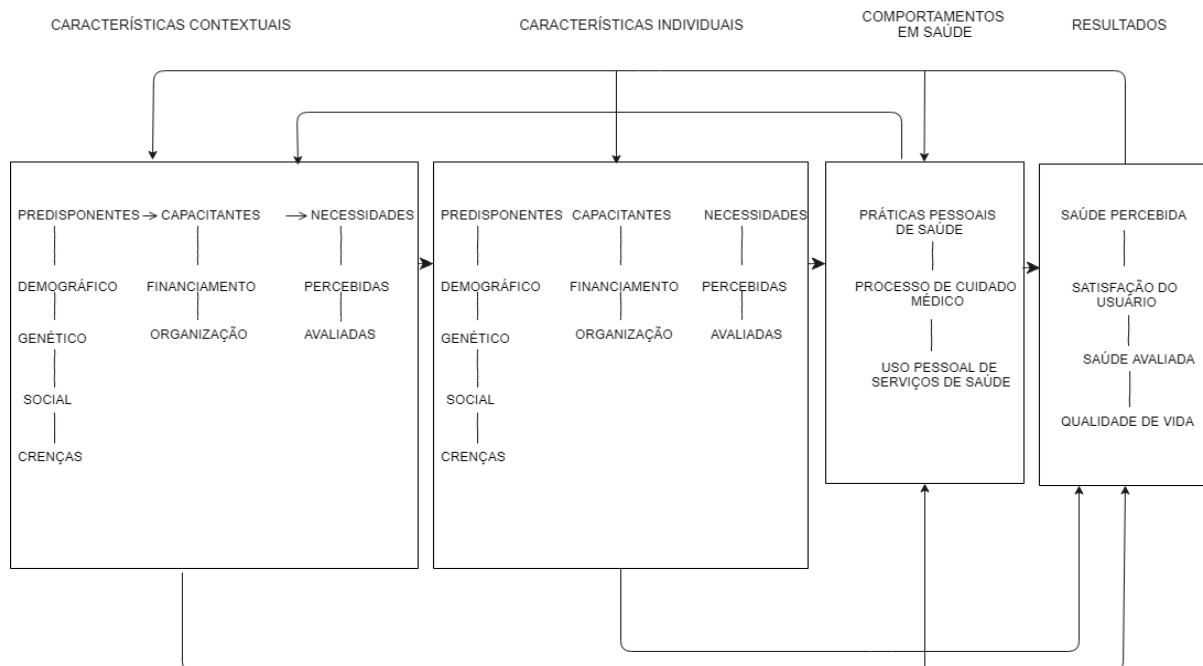 CARACTERÍSTICAS CONTEXTUAIS
CARACTERÍSTICAS INDIVIDUAIS
COMPORTAMENTOS
EM SAÚDE
RESULTADOS
PREDISPONENTES
CAPACITANTES
NECESSIDADES
DEMOGRÁFICO
FINANCIAMENTO
PERCEBIDAS
GENÉTICO
ORGANIZAÇÃO
AVALIADAS
SOCIAL
CRENÇAS
PREDISPONENTES
CAPACITANTES
NECESSIDADES
DEMOGRÁFICO
FINANCIAMENTO
PERCEBIDAS
GENÉTICO
ORGANIZAÇÃO
AVALIADAS
SOCIAL
CRENÇAS
PRÁTICAS PESSOAIS
DE SAÚDE
PROCESSO DE CUIDADO
MÉDICO
USO PESSOAL DE
SERVIÇOS DE SAÚDE
SAÚDE PERCEBIDA
SATISFAÇÃO DO
USUÁRIO
SAÚDE AVALIADA
QUALIDADE DE VIDA